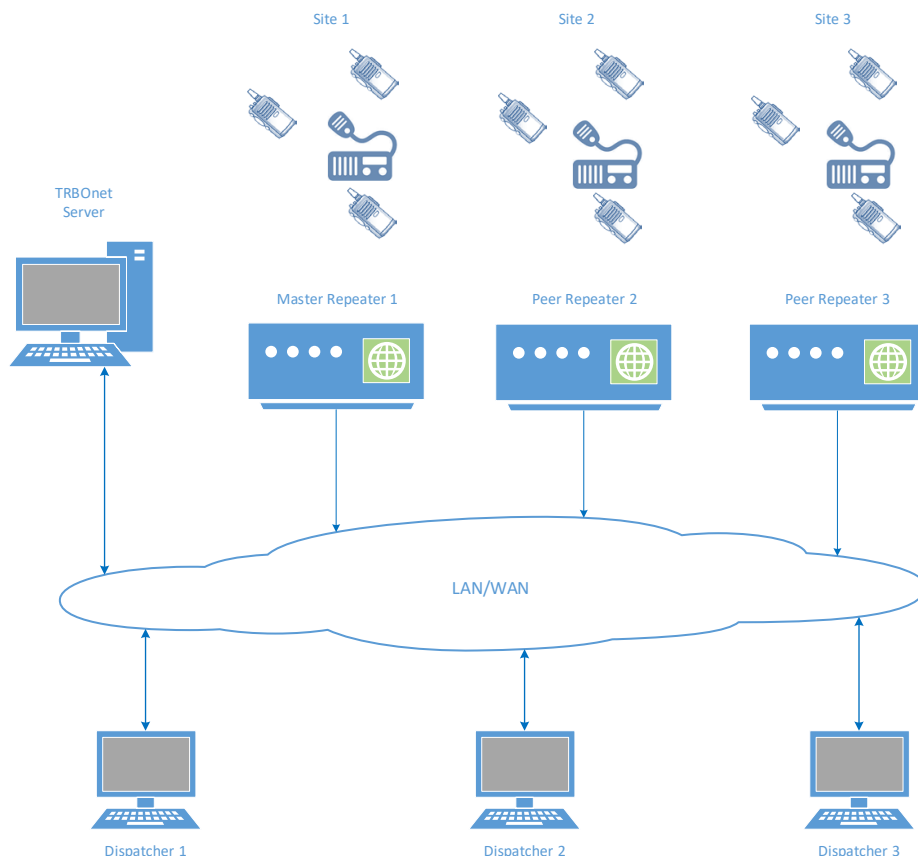 Site 1
Site 2
Site 3
TRBOnet
Server
Master Repeater 1
Peer Repeater 2
Peer Repeater 3
LAN/WAN
Dispatcher 1
Dispatcher 2
Dispatcher 3